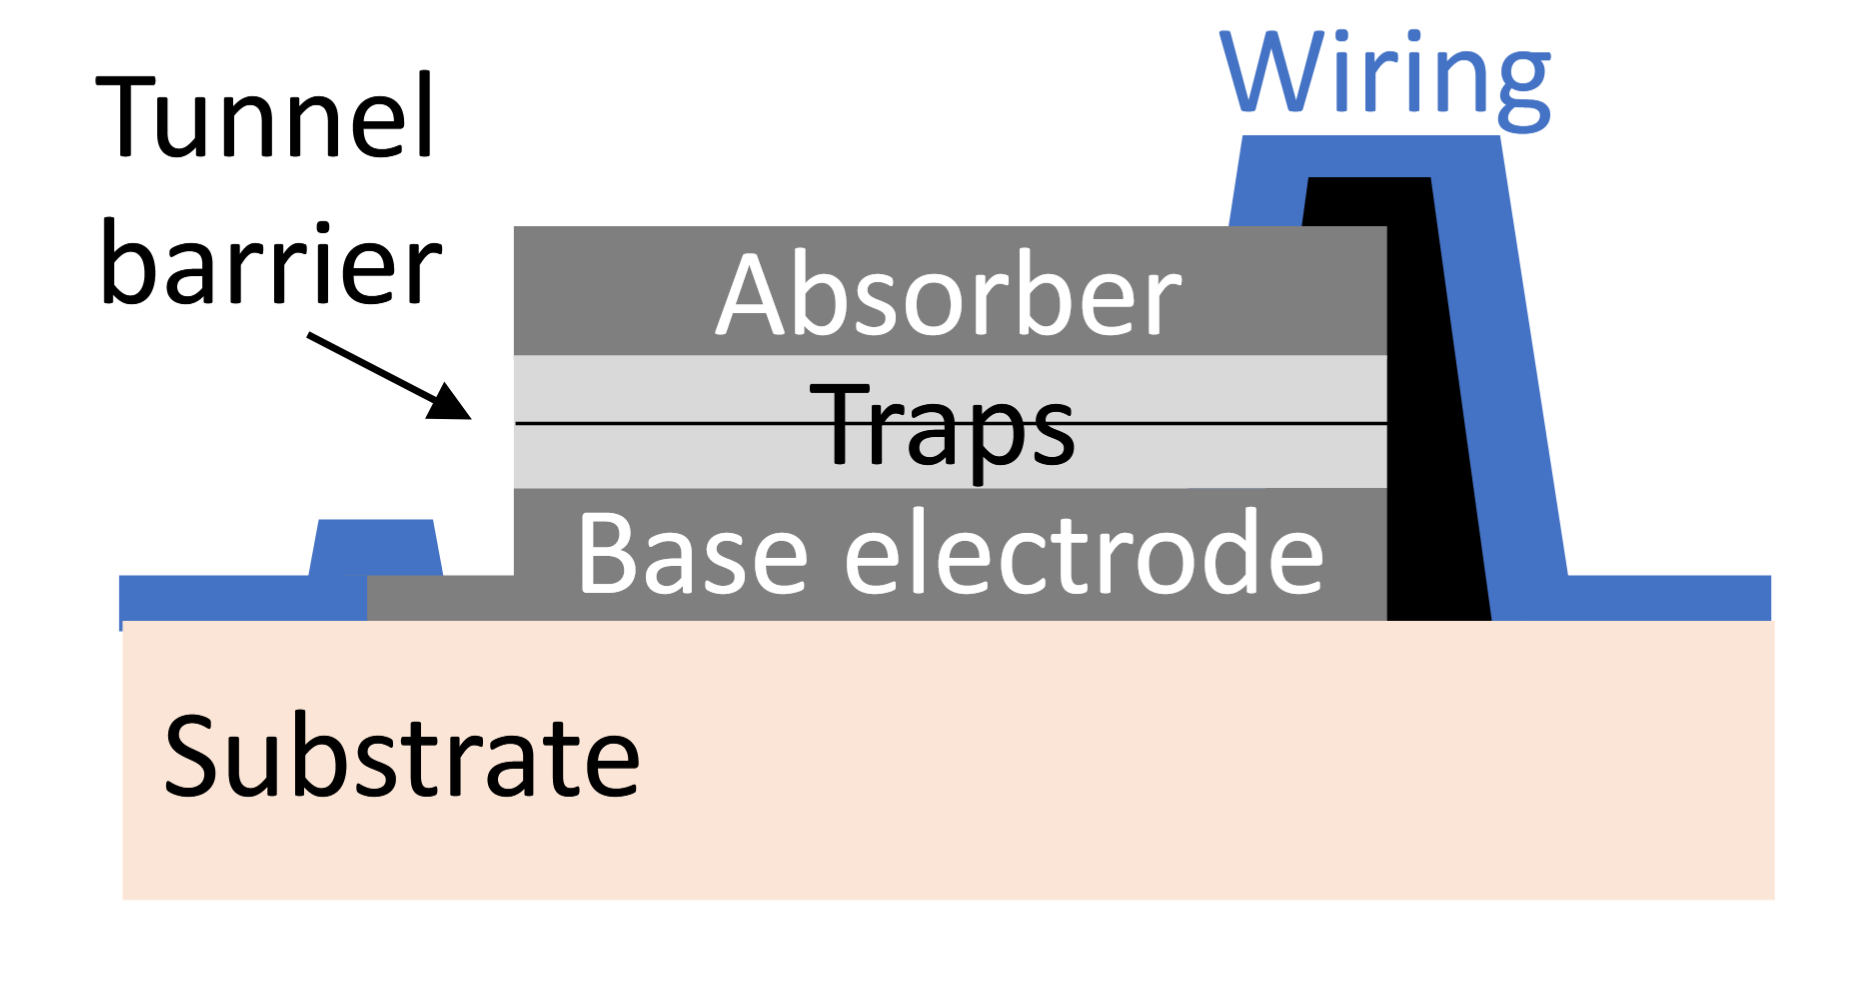 Wiring
Tunnel
barrier
Absorber
Traps
Base electrode
Substrate